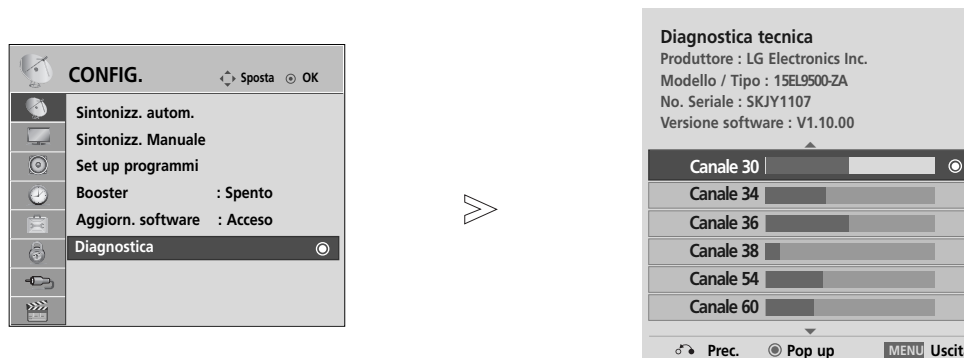 CONFIG.
Sposta OK
Sintonizz. autom.
Sintonizz. Manuale
Set up programmi
Booster : Spento
Aggiorn. software : Acceso
Diagnostica
Diagnostica tecnica
Produttore : LG Electronics Inc.
Modello / Tipo : 15EL9500-ZA
No. Seriale : SKJY1107
Versione software : V1.10.00
Canale 30
Canale 34
Canale 36
Canale 38
Canale 54
Canale 60
Prec. Pop up MENU Uscit